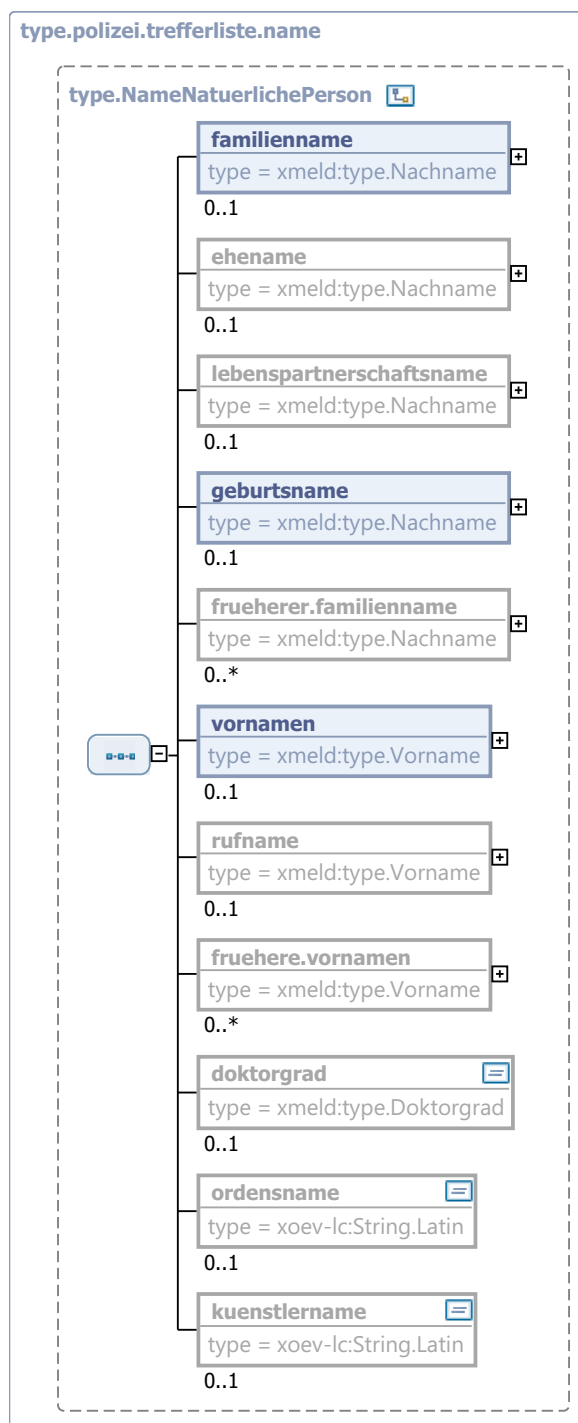 type.polizei.trefferliste.name
type.NameNatuerlichePerson
familienname
type = xmeld:type.Nachname
0..1
ehename
type = xmeld:type.Nachname
0..1
lebenspartnerschaftsname
type = xmeld:type.Nachname
0..1
geburtsname
type = xmeld:type.Nachname
0..1
frueherer.familienname
type = xmeld:type.Nachname
0..*
vornamen
type = xmeld:type.Vorname
0..1
rufname
type = xmeld:type.Vorname
0..1
fruehere.vornamen
type = xmeld:type.Vorname
0..*
doktorgrad
type = xmeld:type.Doktorgrad
0..1
ordensname
type = xoev-lc:String.Latin
0..1
kuenstlername
type = xoev-lc:String.Latin
0..1